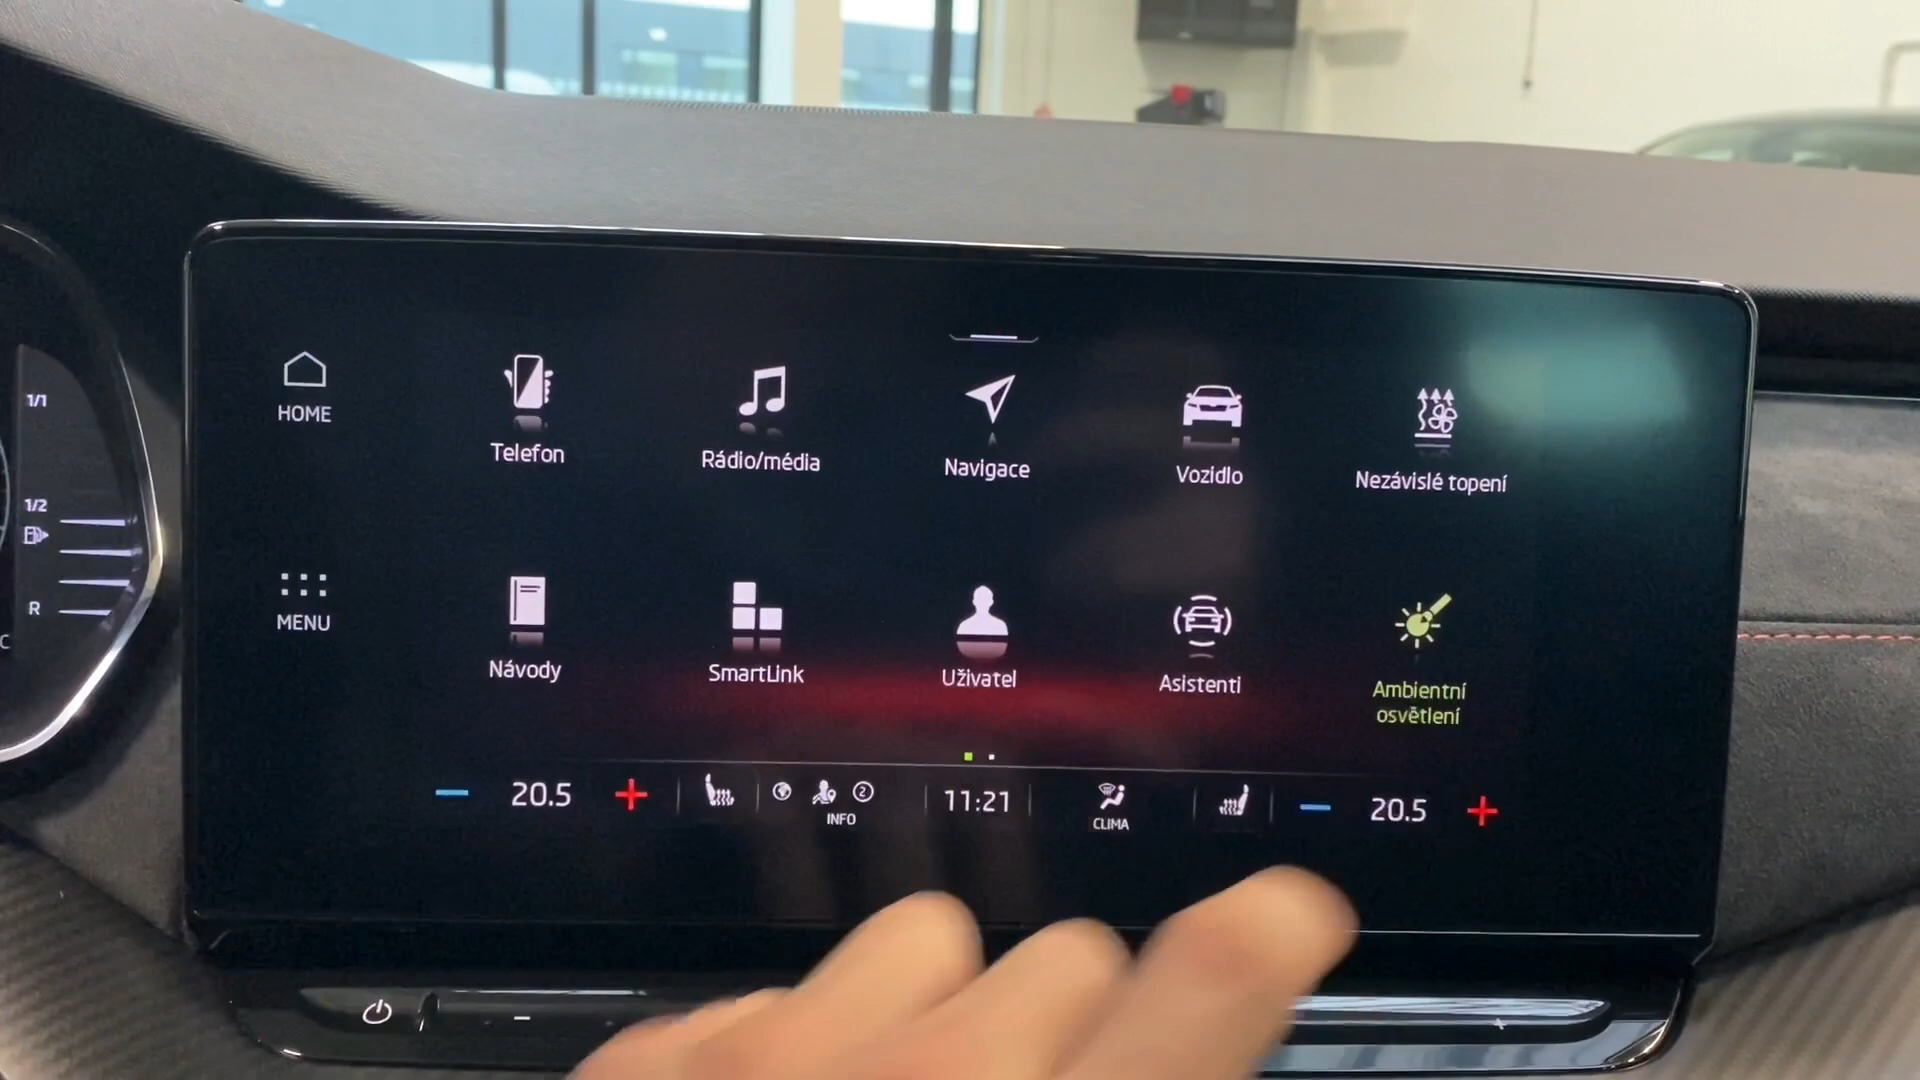 1/1
1/2
R
C
HOME
Telefon
Rádio/média
Navigace
Vozidlo
Nezávislé topení
MENU
Návody
SmartLink
Uživatel
Asistenti
Ambientní
osvětlení
− 20.5 +
2
INFO
11:21
CLIMA
− 20.5 +